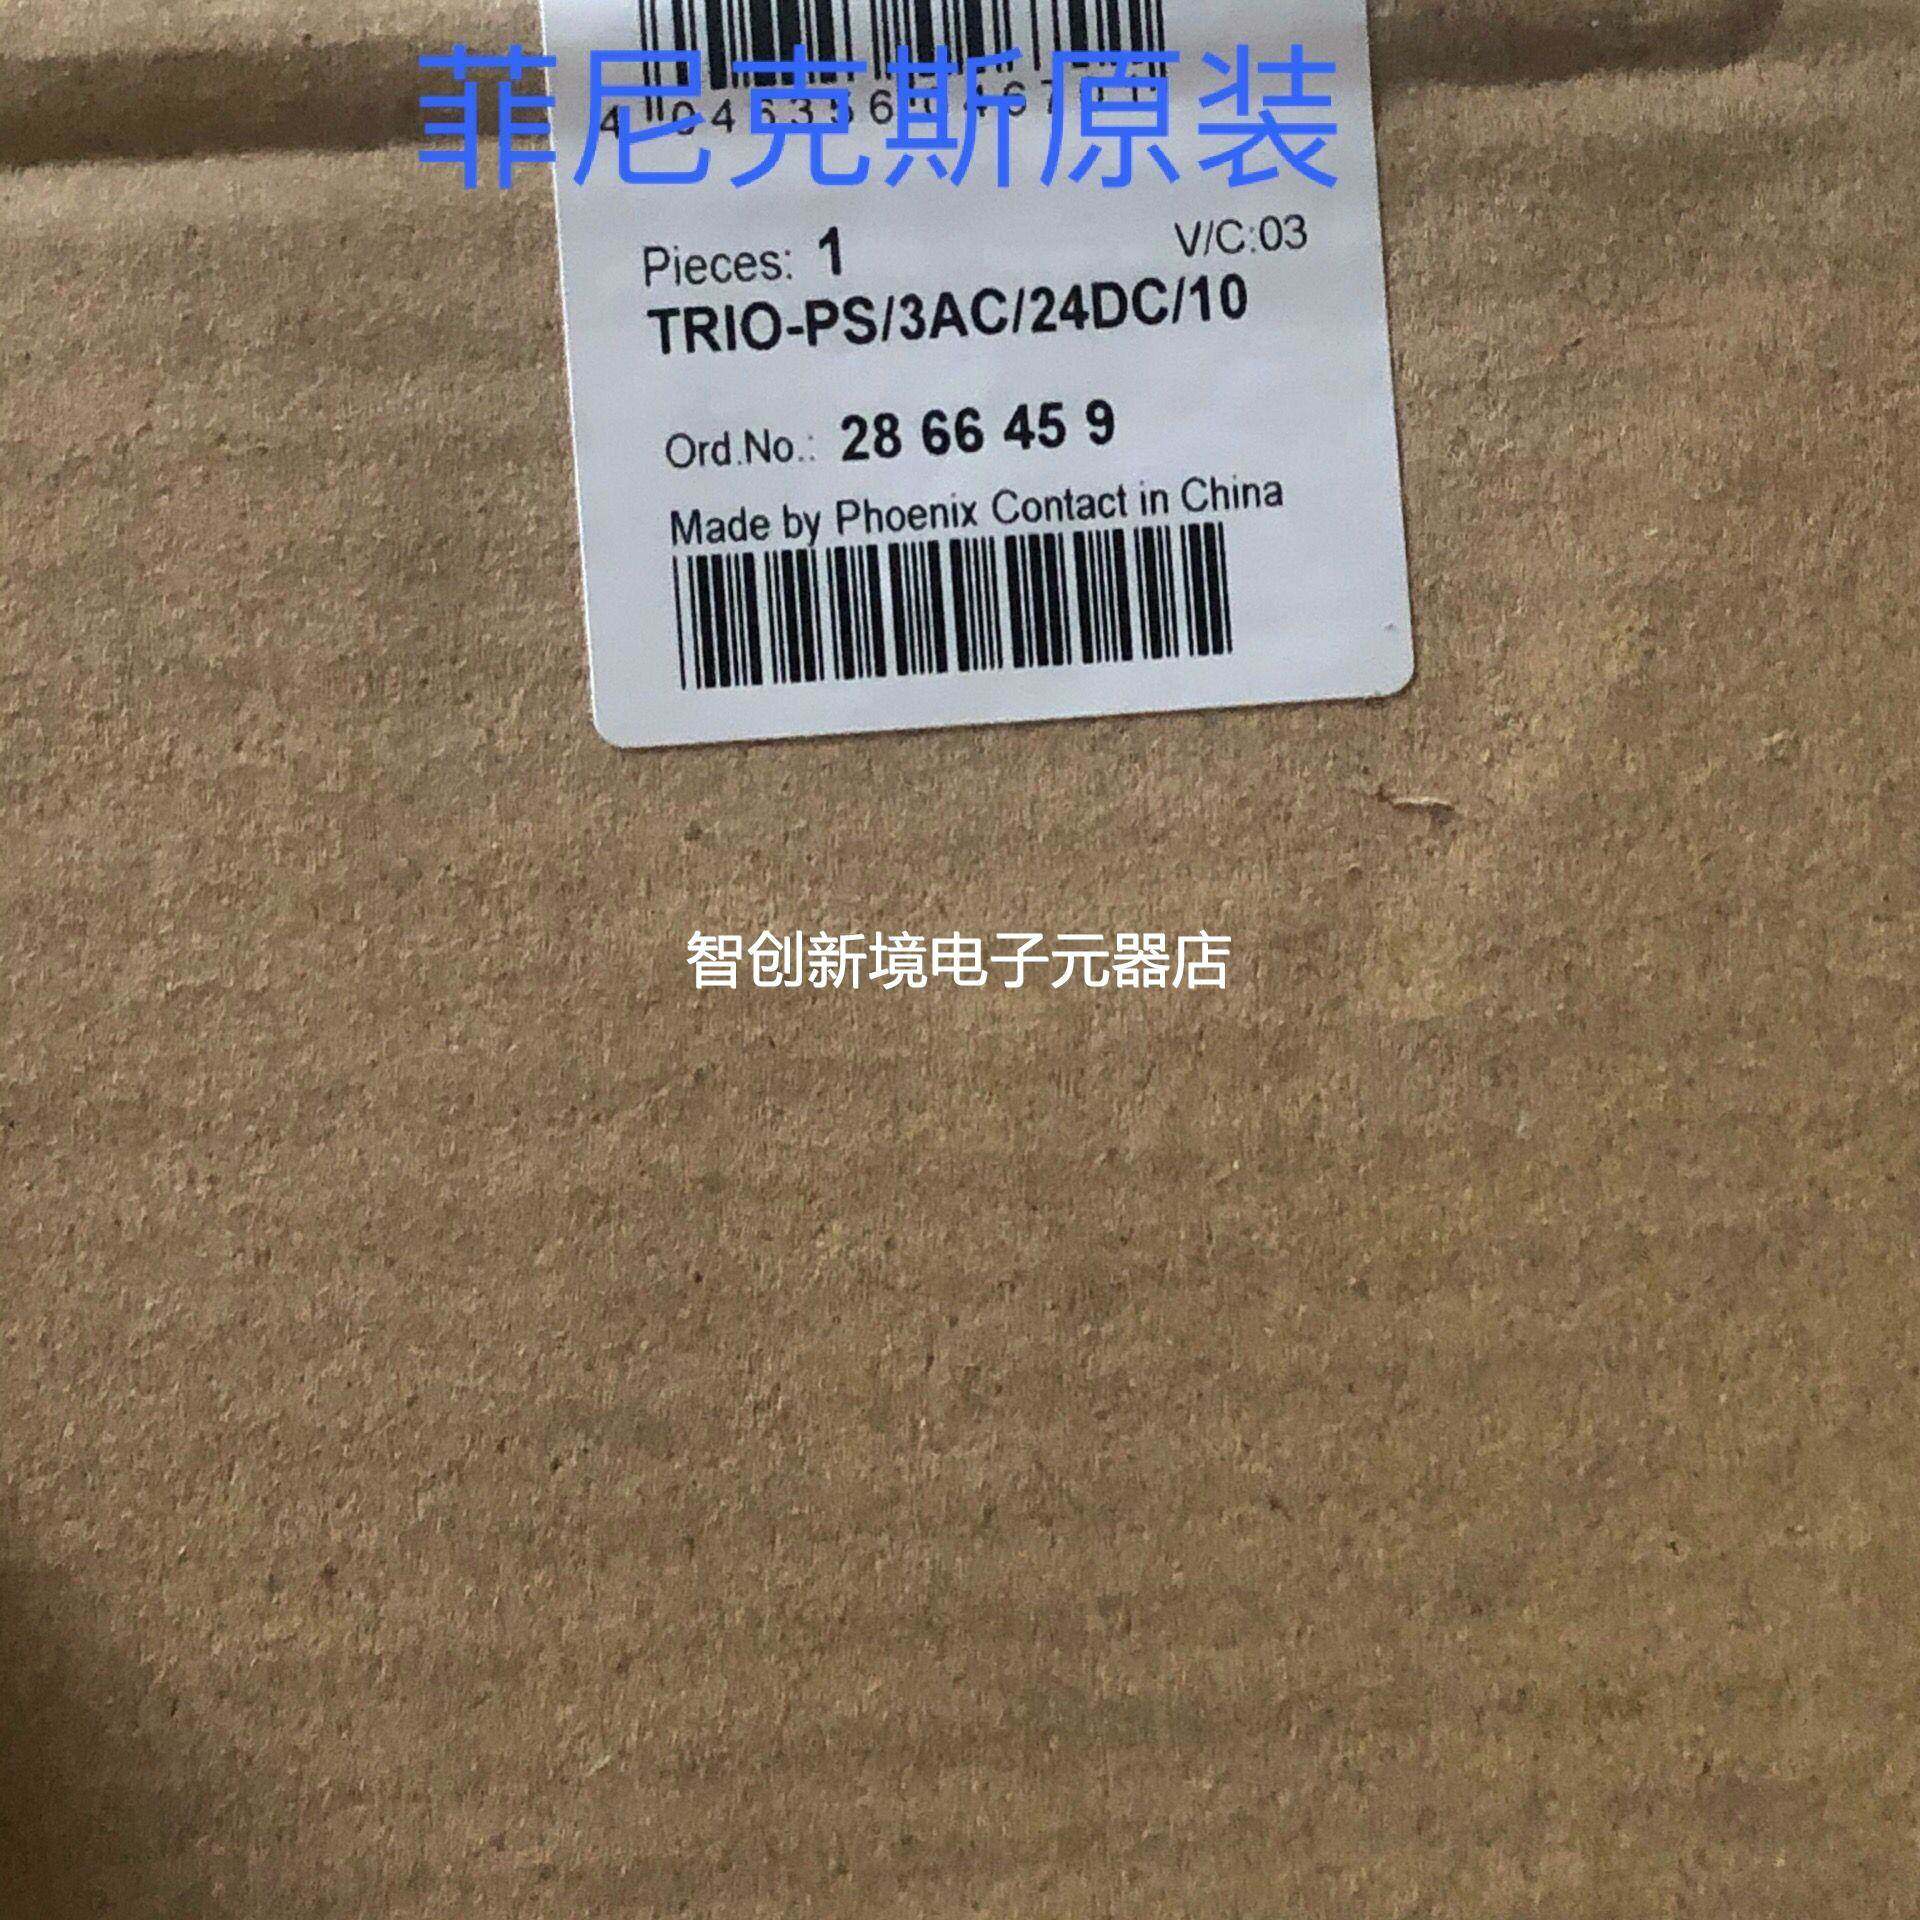 菲尼克斯原装
Pieces: 1
V/C:03
TRIO-PS/3AC/24DC/10
Ord.No.: 28 66 45 9
Made by Phoenix Contact in China
智创新境电子元器店